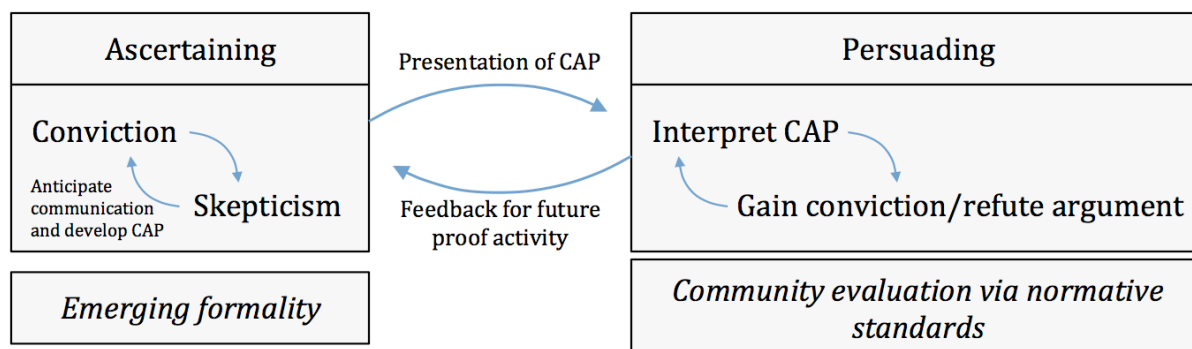 Ascertaining
Conviction
Anticipate
communication
and develop CAP
Skepticism
Emerging formality
Presentation of CAP
Feedback for future
proof activity
Persuading
Interpret CAP
Gain conviction/refute argument
Community evaluation via normative
standards